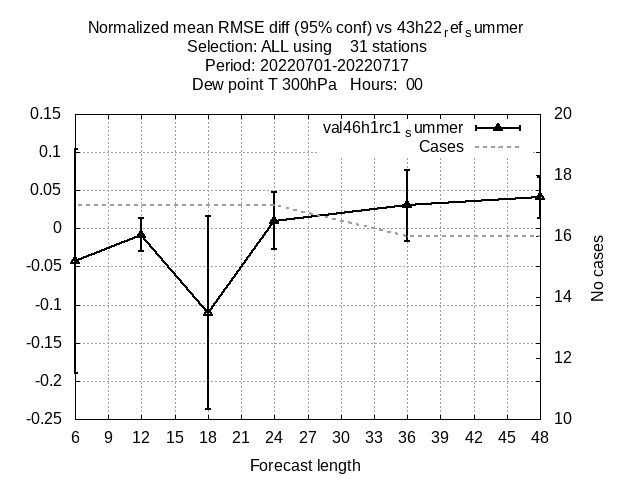 Normalized mean RMSE diff (95% conf) vs 43h22refsummer
Selection: ALL using 31 stations
Period: 20220701-20220717
Dew point T 300hPa Hours: 00
val46h1rc1summer
Cases
0.15
0.1
0.05
0
-0.05
-0.1
-0.15
-0.2
-0.25
20
18
16
14
12
10
No cases
6 9 12 15 18 21 24 27 30 33 36 39 42 45 48
Forecast length